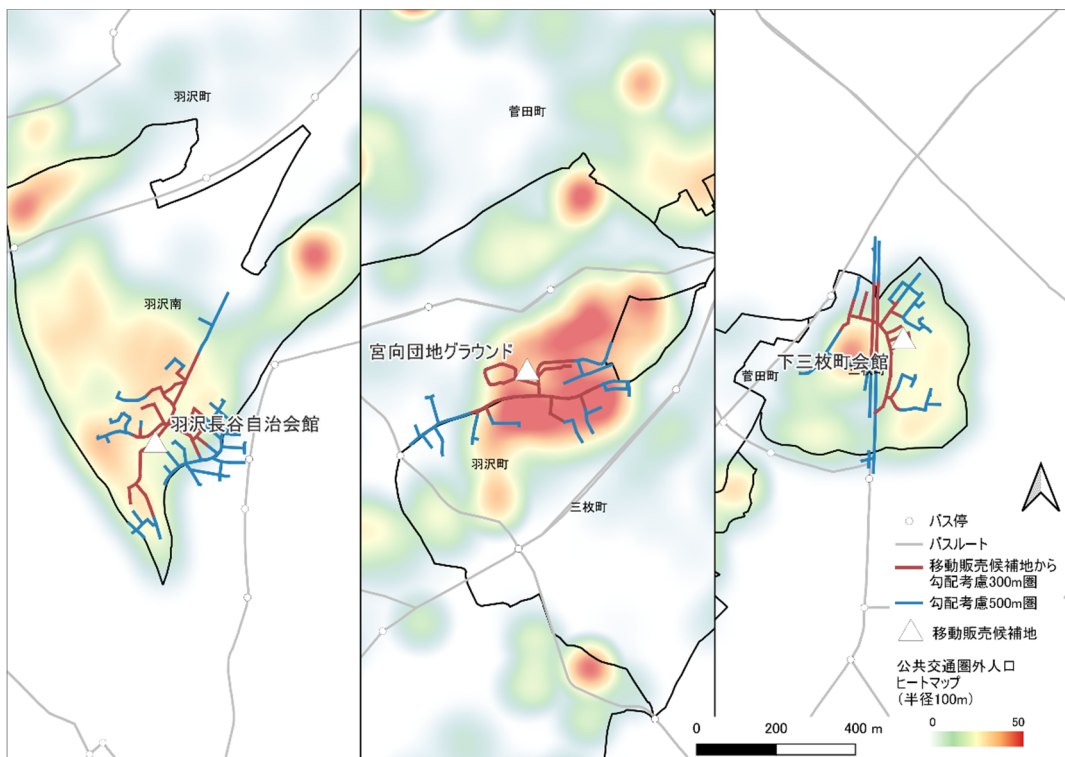 羽沢町
羽沢南
羽沢長谷自治会館
菅田町
宮向団地グラウンド
羽沢町
三枚町
下三枚町会館
菅田町
バス停
バスルート
移動販売候補地から
勾配考慮300m圏
勾配考慮500m圏
移動販売候補地
公共交通圏外人口
ヒートマップ
(半径100m)
0 50
0 200 400 m